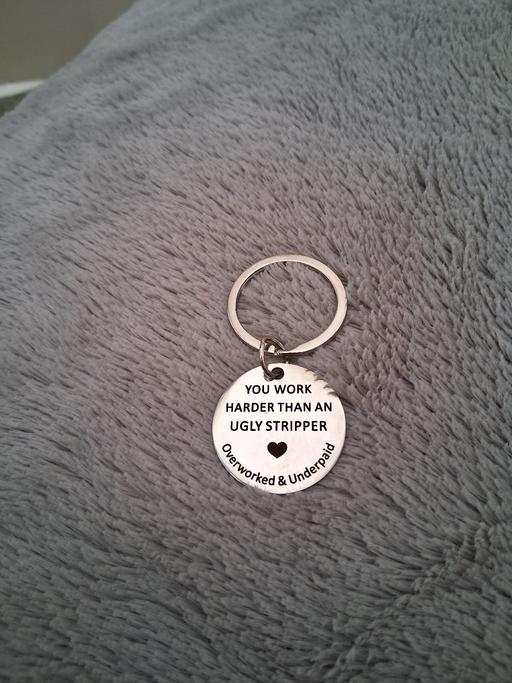 YOU WORK
HARDER THAN AN
UGLY STRIPPER
Overworked & Underpaid